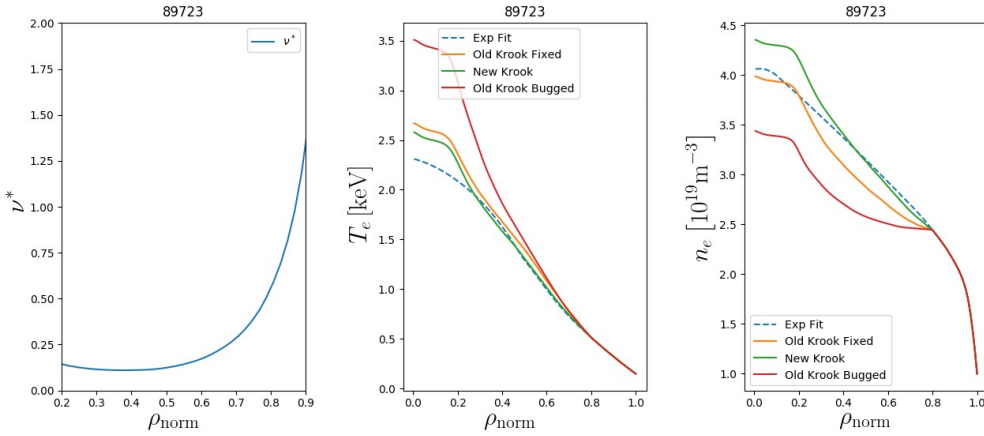 89723
2.00
1.75
1.50
1.25
1.00
0.75
0.50
0.25
0.00
ν*
ν*
0.2 0.3 0.4 0.5 0.6 0.7 0.8 0.9
ρnorm
89723
3.5
3.0
2.5
2.0
1.5
1.0
0.5
0.0
Te [keV]
Exp Fit
Old Krook Fixed
New Krook
Old Krook Bugged
0.0 0.2 0.4 0.6 0.8 1.0
ρnorm
89723
4.5
4.0
3.5
3.0
2.5
2.0
1.5
1.0
ne [10¹⁹m⁻³]
Exp Fit
Old Krook Fixed
New Krook
Old Krook Bugged
0.0 0.2 0.4 0.6 0.8 1.0
ρnorm